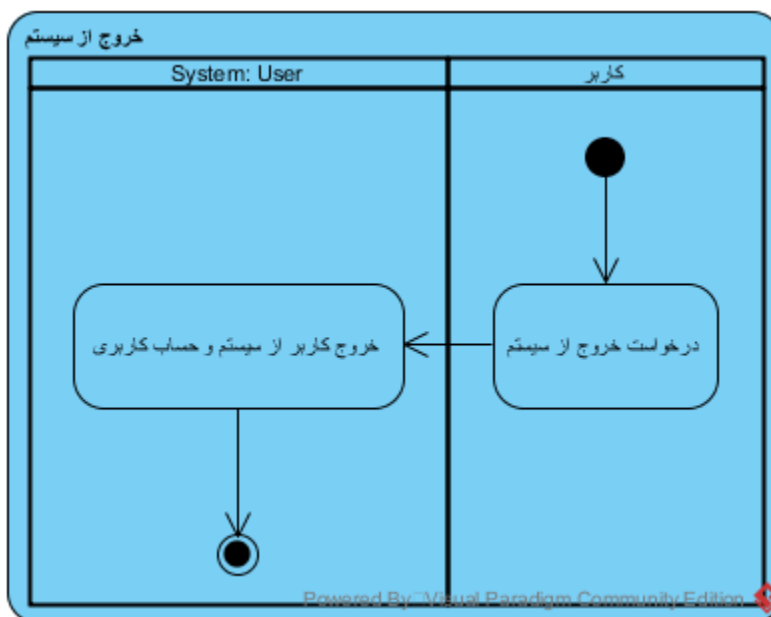 خروج از سیستم
System: User
کاربر
درخواست خروج از سیستم
خروج کاربر از سیستم و حساب کاربری
Powered By Visual Paradigm Community Edition